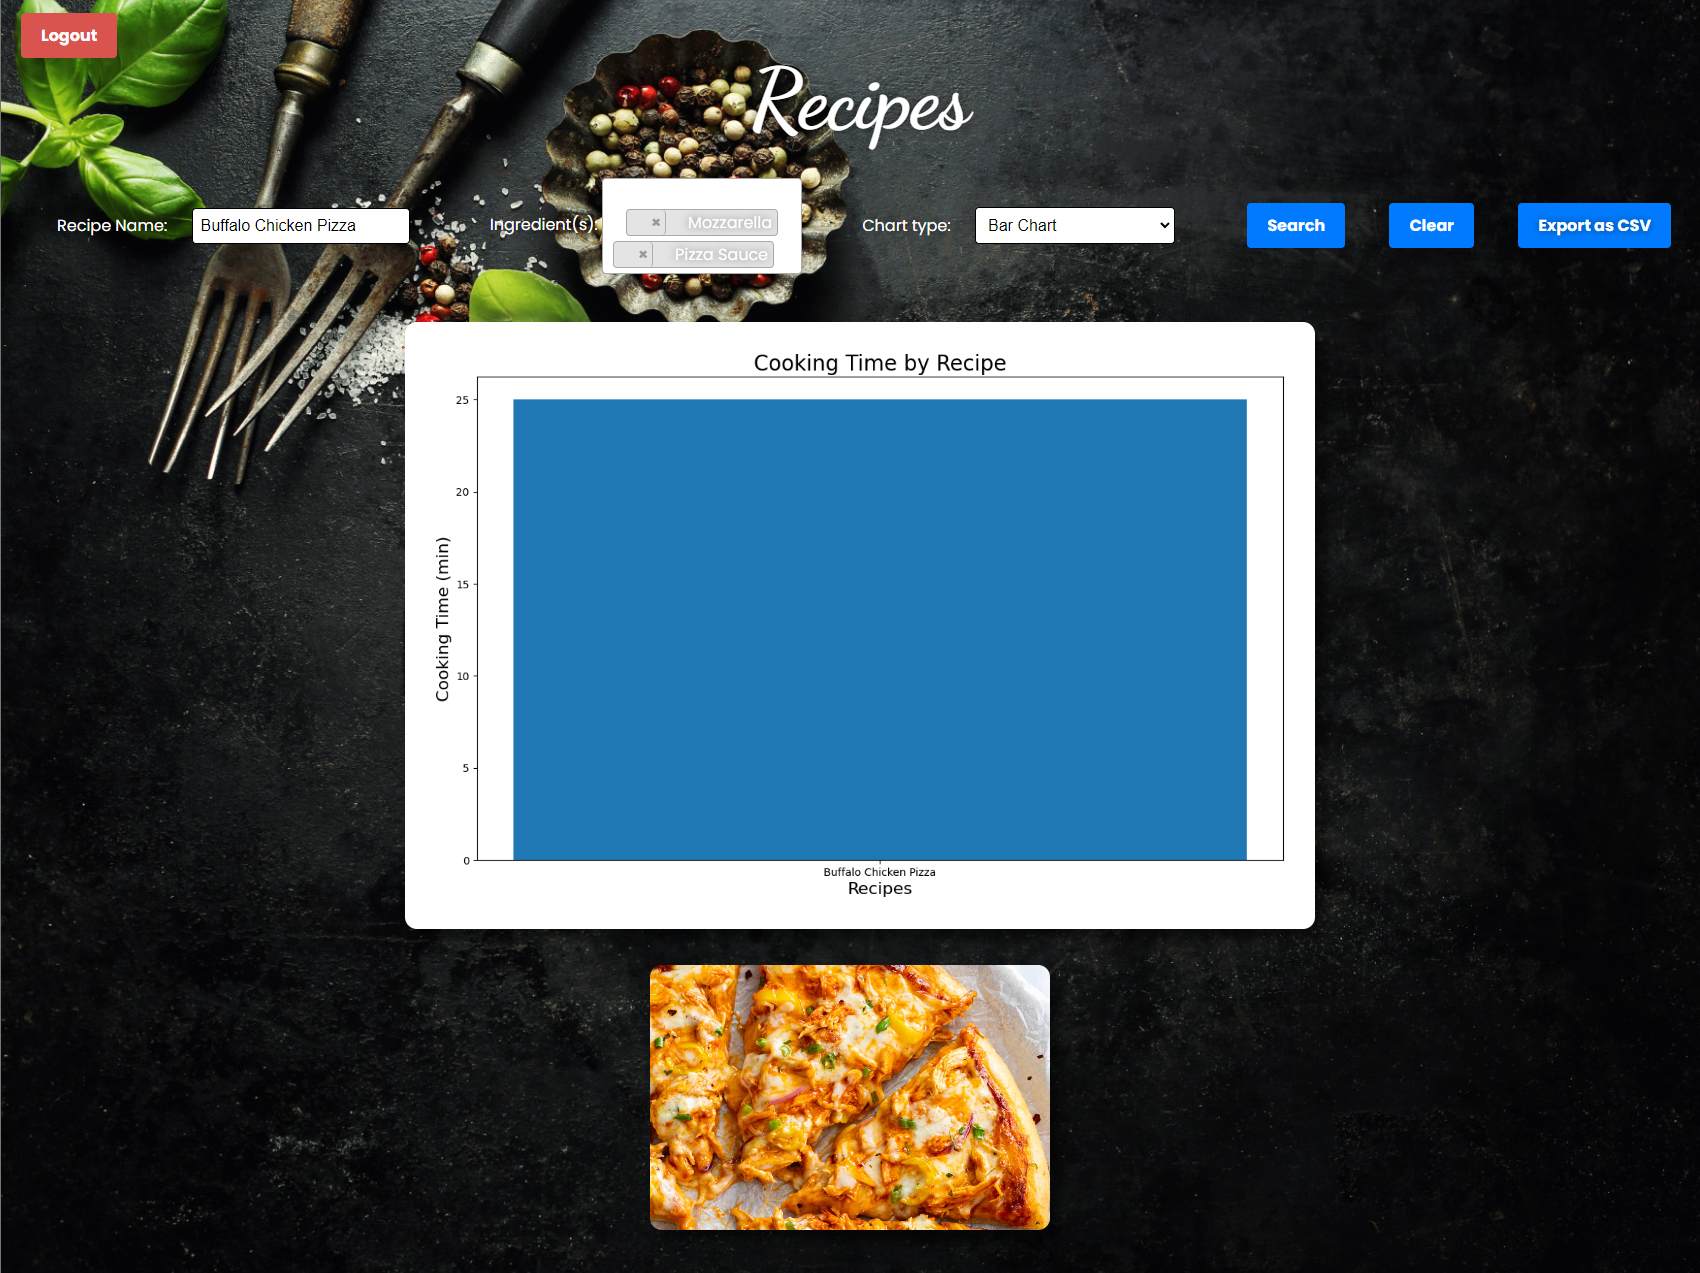 Logout
Recipes
Recipe Name:
Buffalo Chicken Pizza
Ingredient(s):
× Mozzarella
× Pizza Sauce
Chart type:
Bar Chart
Search
Clear
Export as CSV
Cooking Time by Recipe
Cooking Time (min)
25
20
15
10
5
0
Buffalo Chicken Pizza
Recipes